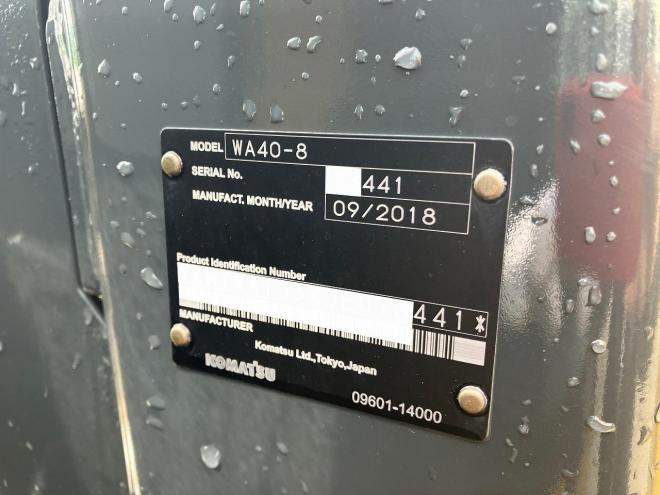 MODEL WA40-8
SERIAL No. 441
MANUFACT. MONTH/YEAR 09/2018
Product Identification Number
441*
MANUFACTURER
Komatsu Ltd.,Tokyo,Japan
KOMATSU
09601-14000